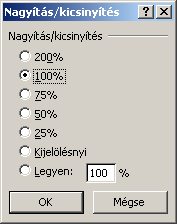 Nagyítás/kicsinyítés
Nagyítás/kicsinyítés
200%
100%
75%
50%
25%
Kijelölésnyi
Legyen: 100 %
OK Mégse